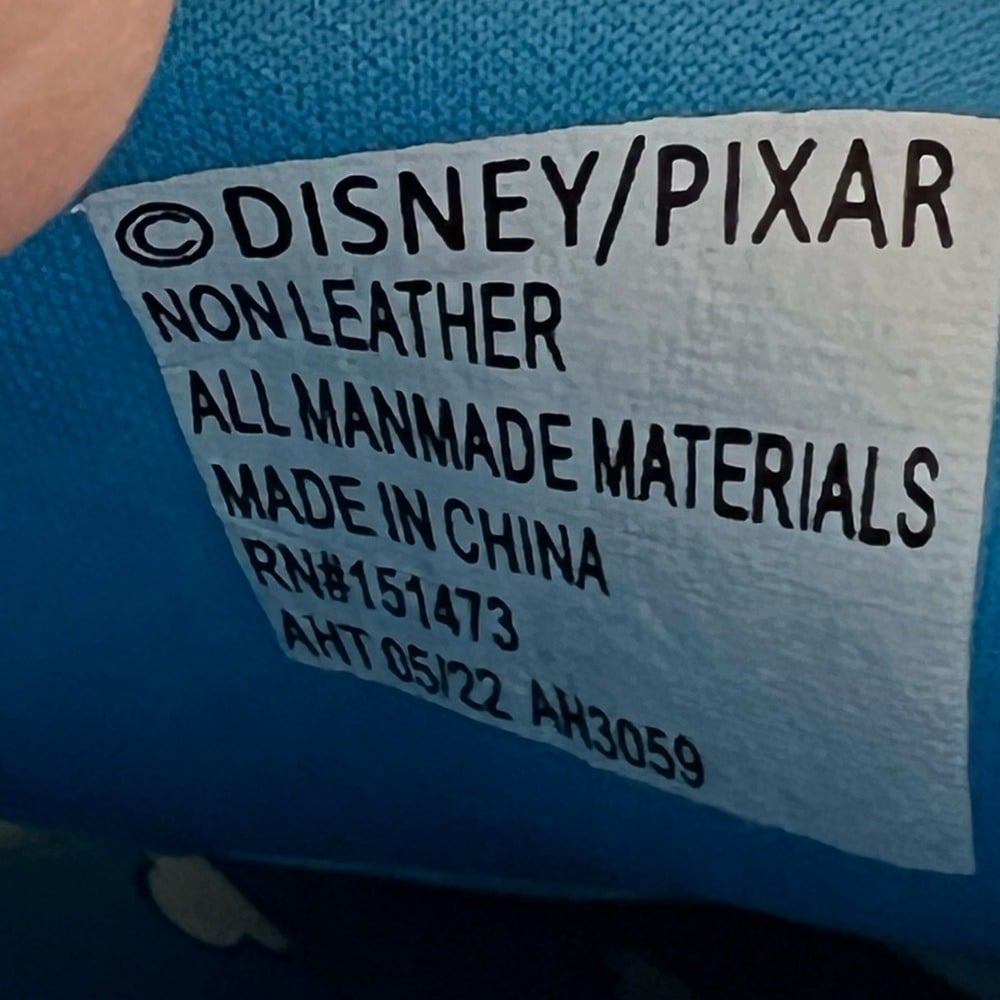 ©DISNEY/PIXAR
NON LEATHER
ALL MANMADE MATERIALS
MADE IN CHINA
RN#151473
AHT 05/22 AH3059